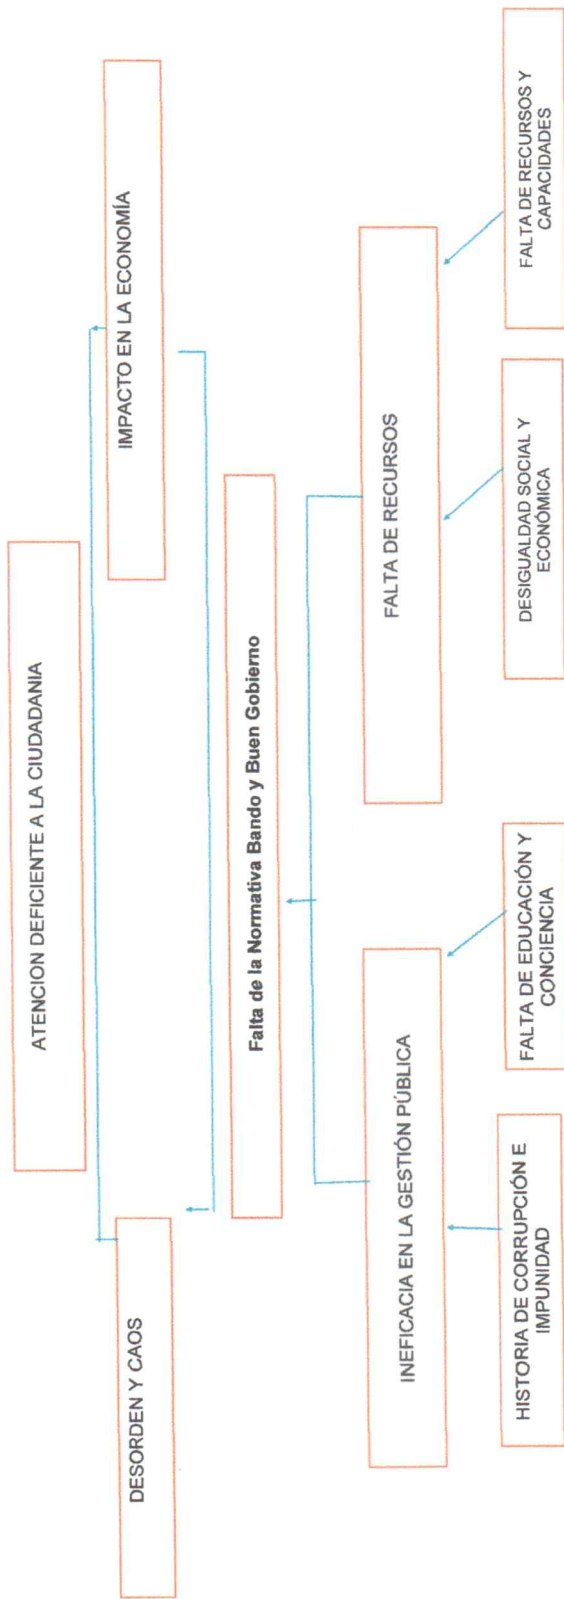 ATENCION DEFICIENTE A LA CIUDADANIA
DESORDEN Y CAOS
IMPACTO EN LA ECONOMÍA
Falta de la Normativa Bando y Buen Gobierno
INEFICACIA EN LA GESTIÓN PÚBLICA
FALTA DE RECURSOS
HISTORIA DE CORRUPCIÓN E
IMPUNIDAD
FALTA DE EDUCACIÓN Y
CONCIENCIA
DESIGUALDAD SOCIAL Y
ECONÓMICA
FALTA DE RECURSOS Y
CAPACIDADES